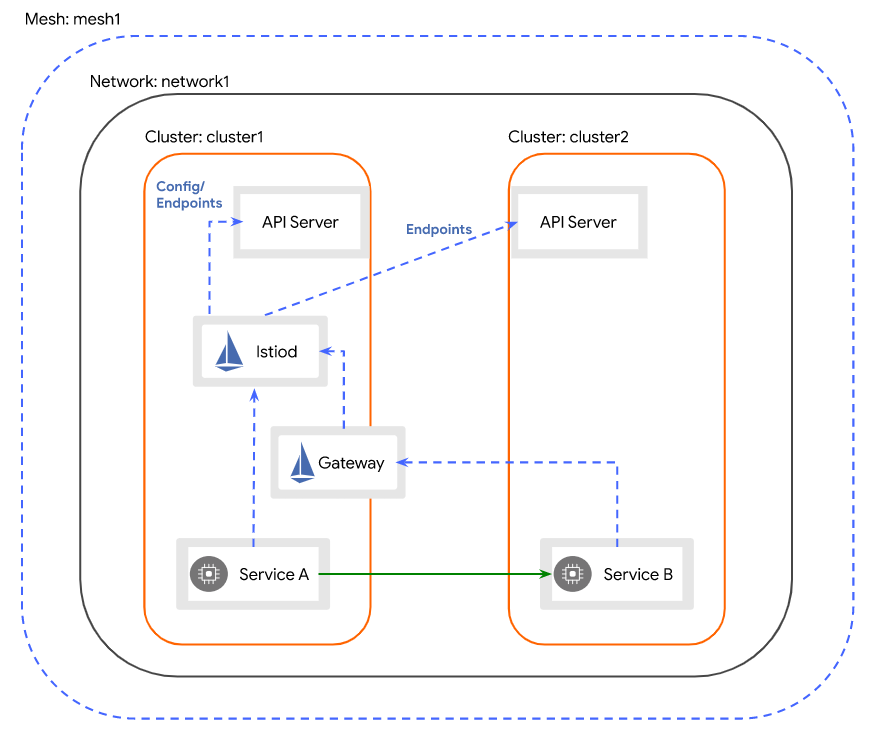 Mesh: mesh1
Network: network1
Cluster: cluster1
Cluster: cluster2
Config/
Endpoints
API Server
Endpoints
API Server
Istiod
Gateway
Service A
Service B